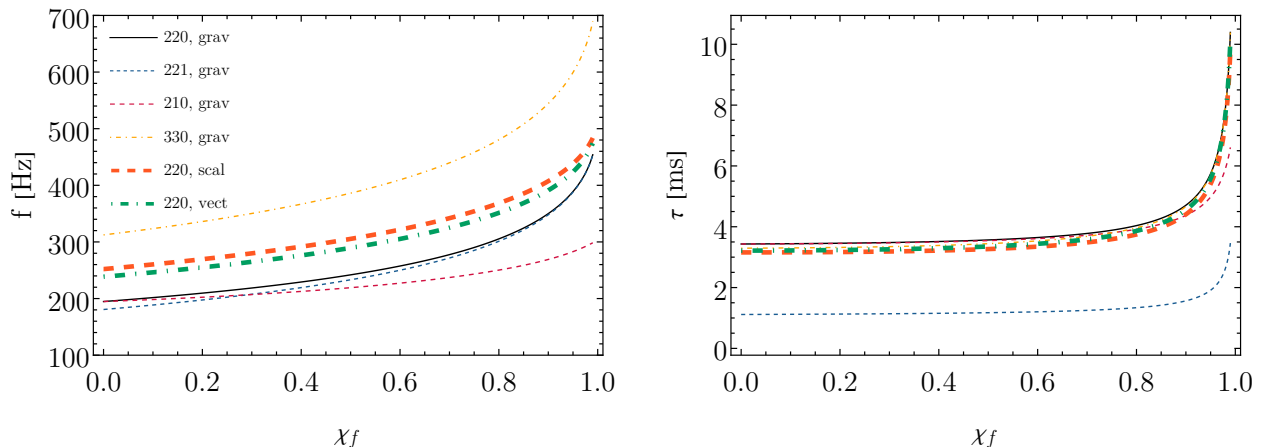 700
600
500
400
300
200
100
f [Hz]
220, grav
221, grav
210, grav
330, grav
220, scal
220, vect
0.0 0.2 0.4 0.6 0.8 1.0
χf
10
8
6
4
2
0
τ [ms]
0.0 0.2 0.4 0.6 0.8 1.0
χf